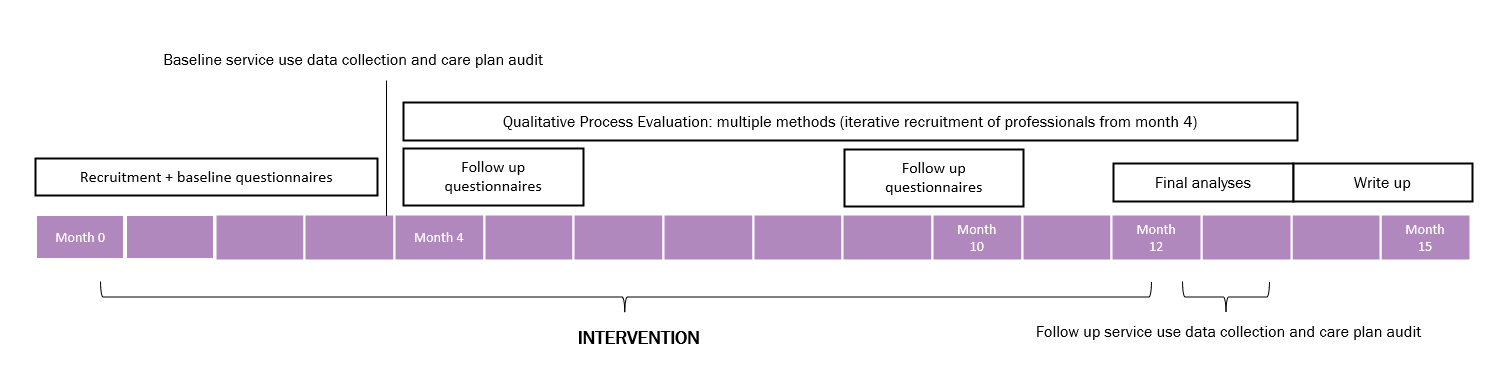 Baseline service use data collection and care plan audit
Qualitative Process Evaluation: multiple methods (iterative recruitment of professionals from month 4)
Recruitment + baseline questionnaires
Follow up
questionnaires
Follow up
questionnaires
Final analyses
Write up
Month 0
Month 4
Month
10
Month
12
Month
15
INTERVENTION
Follow up service use data collection and care plan audit